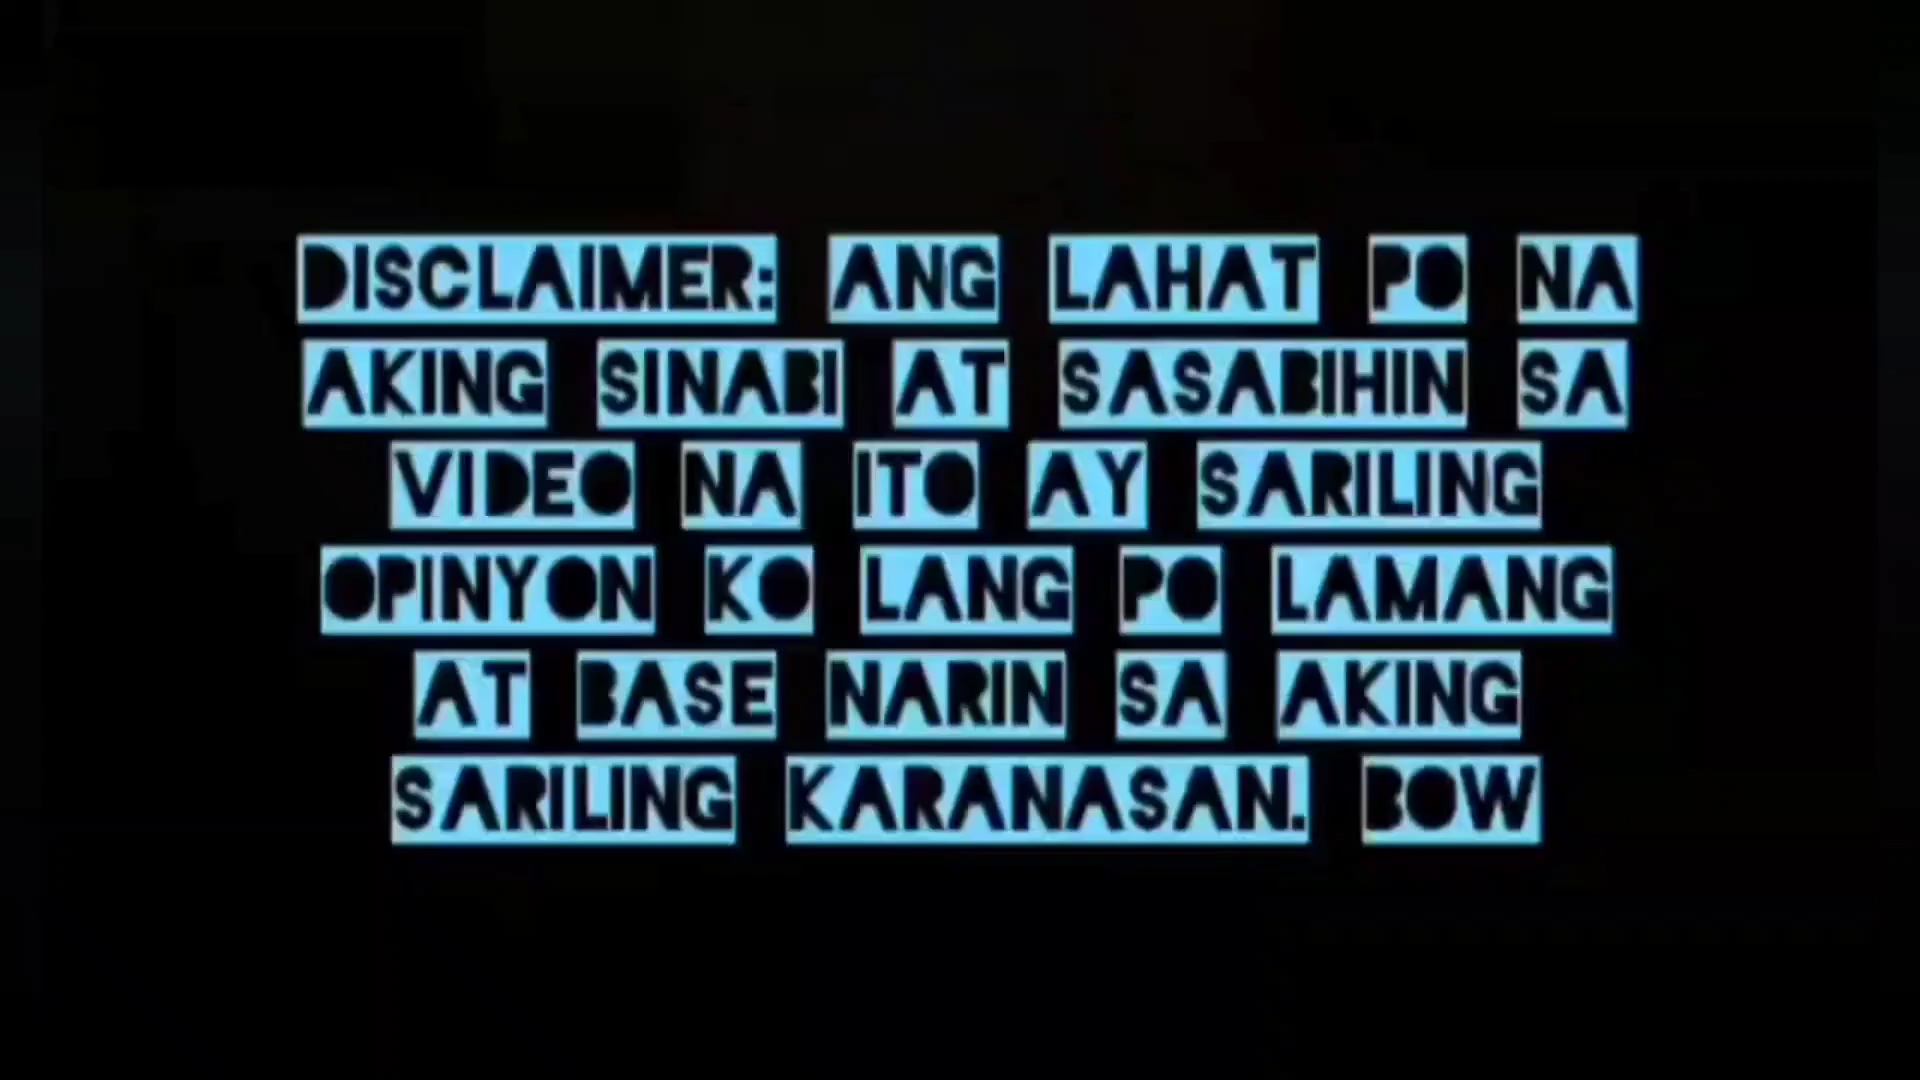 DISCLAIMER: ANG LAHAT PO NA
AKING SINABI AT SASABIHIN SA
VIDEO NA ITO AY SARILING
OPINYON KO LANG PO LAMANG
AT BASE NARIN SA AKING
SARILING KARANASAN. BOW